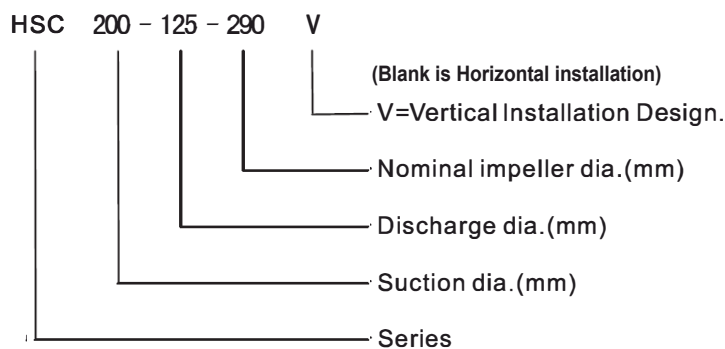 HSC 200 - 125 - 290 V
(Blank is Horizontal installation)
V=Vertical Installation Design.
Nominal impeller dia.(mm)
Discharge dia.(mm)
Suction dia.(mm)
Series